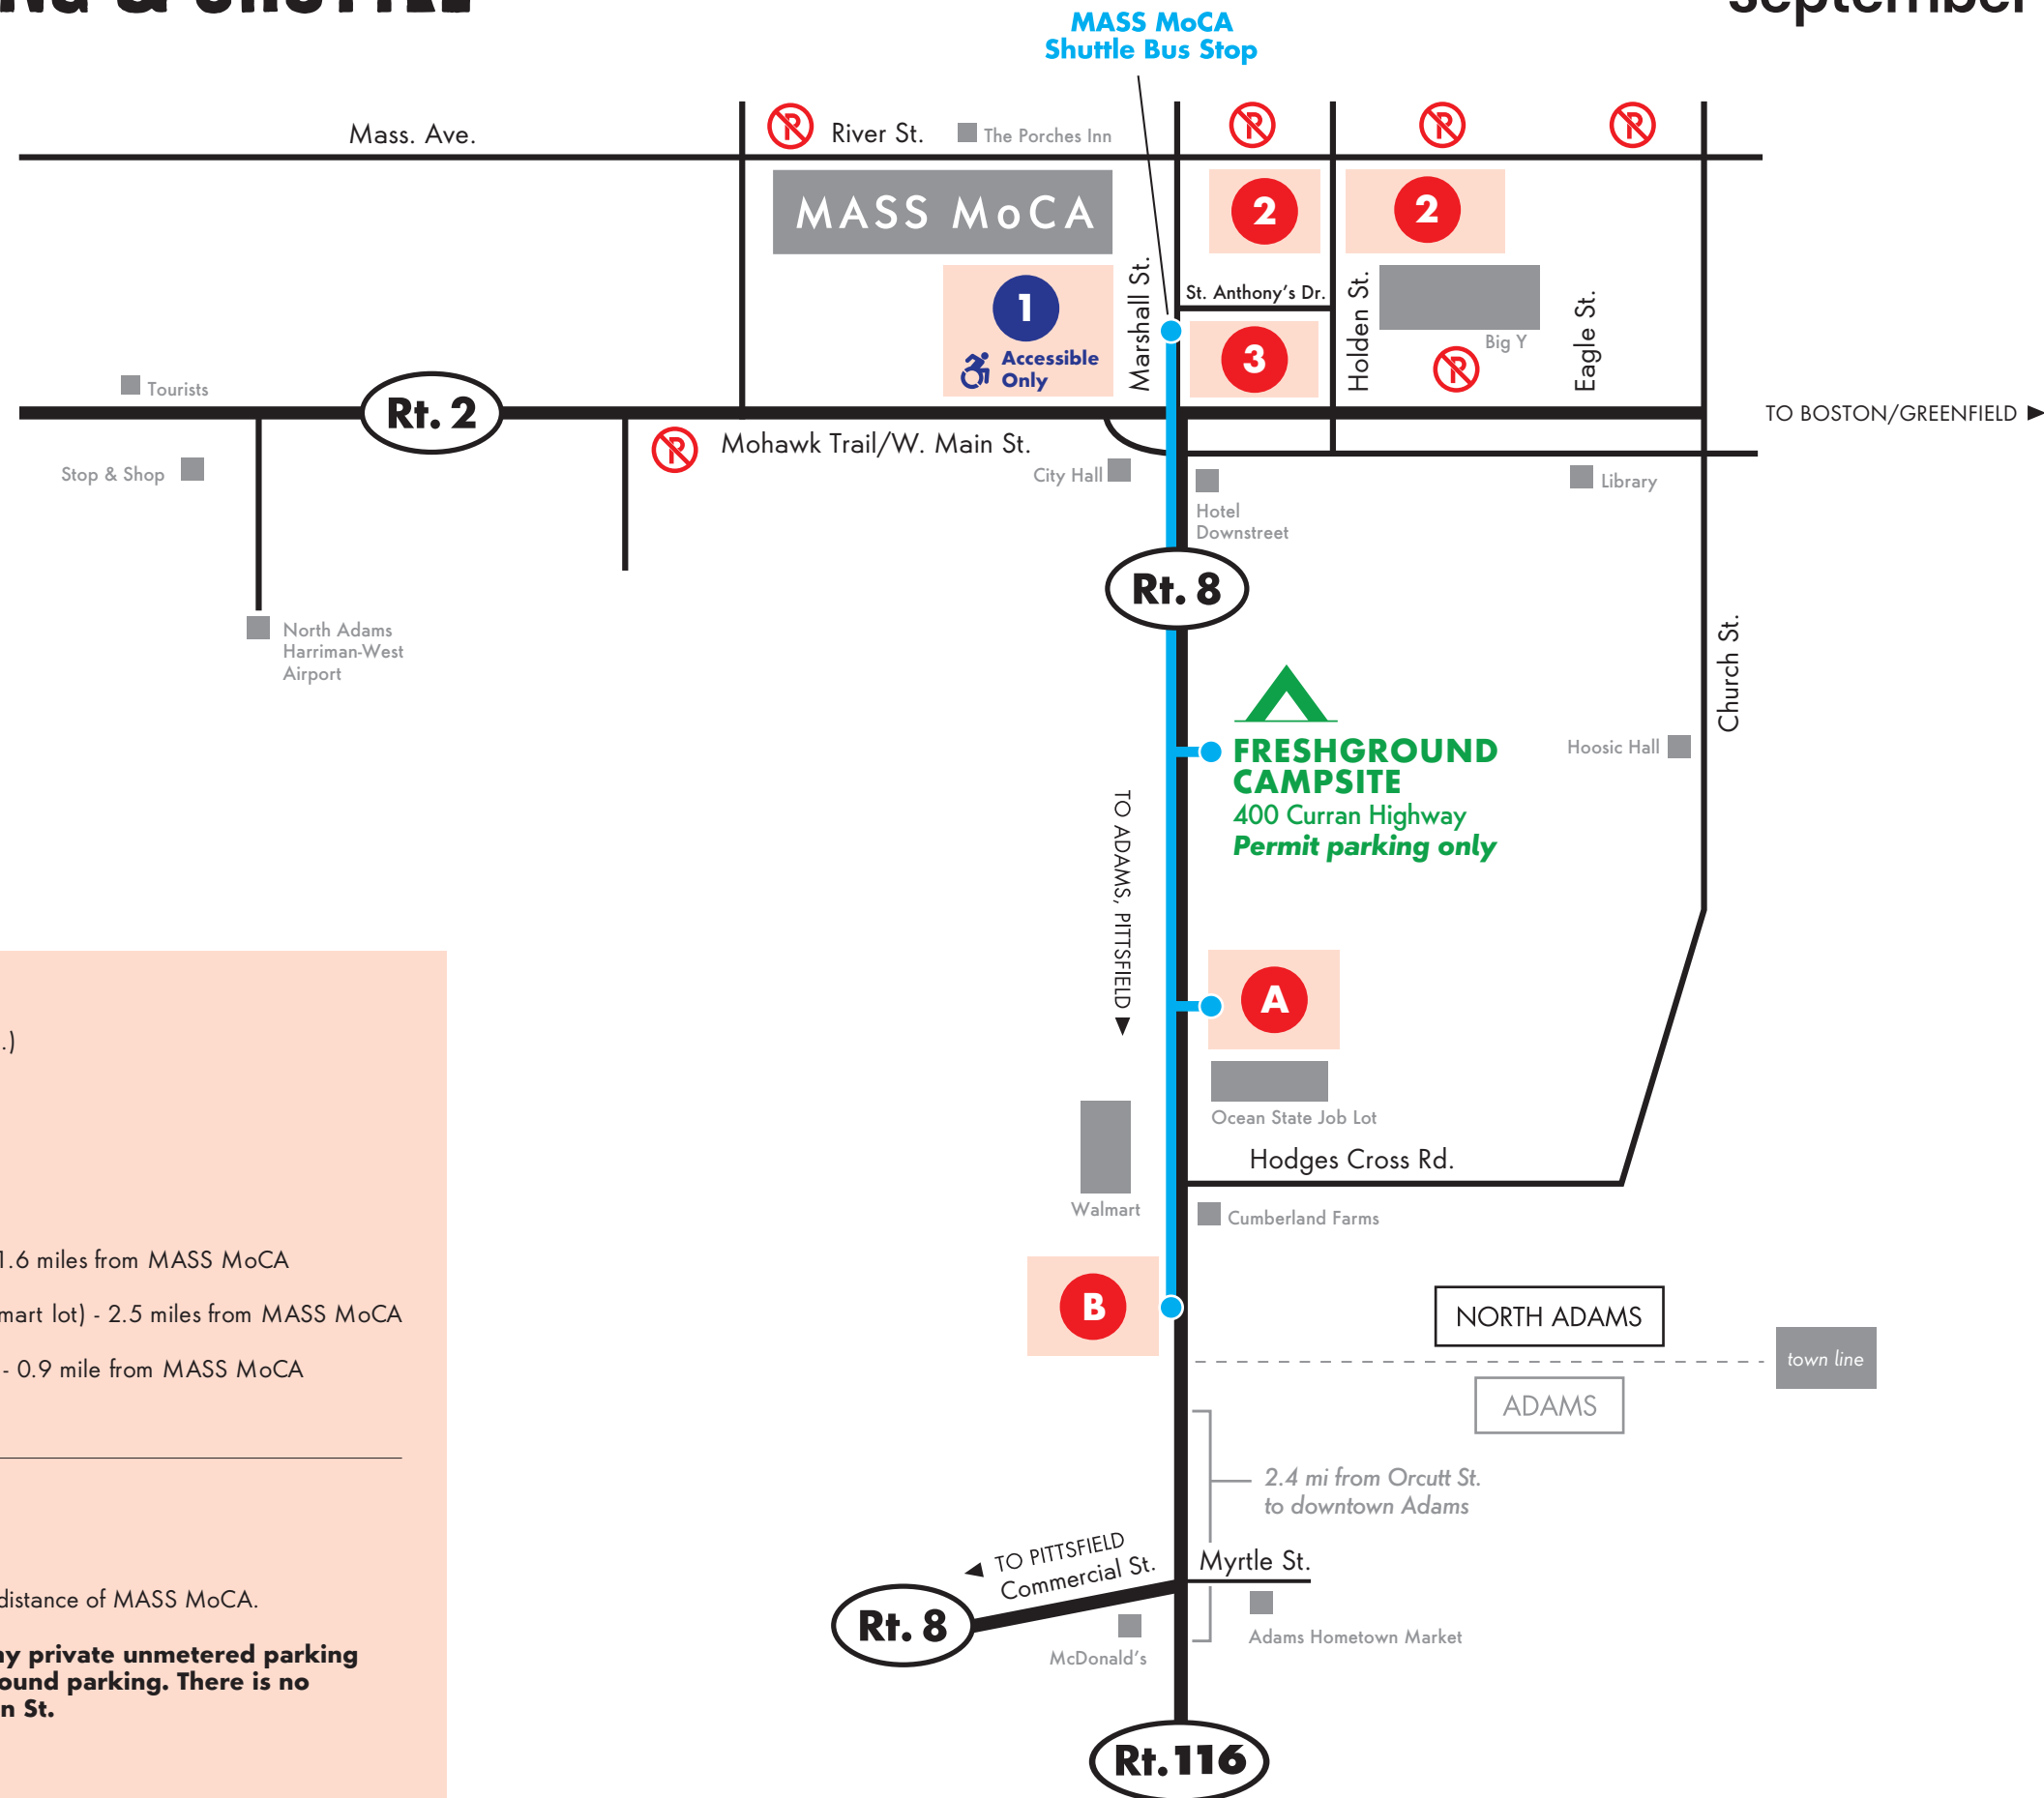 & SHUTTLE
September
MASS MoCA
Shuttle Bus Stop
Mass. Ave.
River St.
The Porches Inn
MASS MoCA
2
2
1
Accessible
Only
Marshall St.
St. Anthony's Dr.
3
Holden St.
Big Y
Eagle St.
Tourists
Rt. 2
TO BOSTON/GREENFIELD
Mohawk Trail/W. Main St.
Stop & Shop
City Hall
Hotel
Downstreet
Library
Rt. 8
North Adams
Harriman-West
Airport
Church St.
FRESHGROUND
CAMPSITE
400 Curran Highway
Permit parking only
Hoosic Hall
TO ADAMS, PITTSFIELD
A
Ocean State Job Lot
Hodges Cross Rd.
Walmart
Cumberland Farms
B
NORTH ADAMS
town line
ADAMS
2.4 mi from Orcutt St.
to downtown Adams
TO PITTSFIELD
Commercial St.
Myrtle St.
Rt. 8
McDonald's
Adams Hometown Market
Rt. 116
.)
1.6 miles from MASS MoCA
mart lot) - 2.5 miles from MASS MoCA
- 0.9 mile from MASS MoCA
distance of MASS MoCA.
ny private unmetered parking
ound parking. There is no
n St.